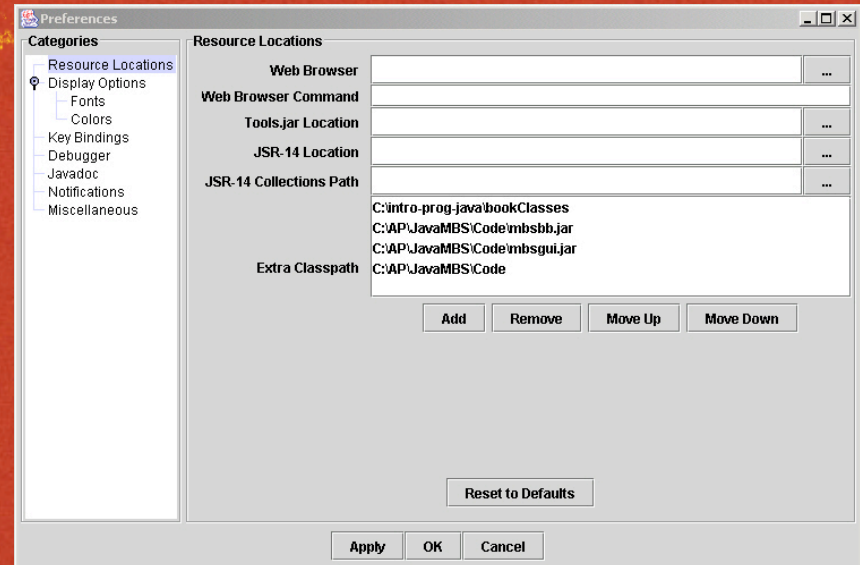 Preferences
Categories
Resource Locations
Display Options
Fonts
Colors
Key Bindings
Debugger
Javadoc
Notifications
Miscellaneous
Resource Locations
Web Browser
...
Web Browser Command
Tools.jar Location
...
JSR-14 Location
...
JSR-14 Collections Path
...
Extra Classpath
C:\intro-prog-java\bookClasses
C:\AP\JavaMBS\Code\mbsbb.jar
C:\AP\JavaMBS\Code\mbsgui.jar
C:\AP\JavaMBS\Code
Add Remove Move Up Move Down
Reset to Defaults
Apply OK Cancel